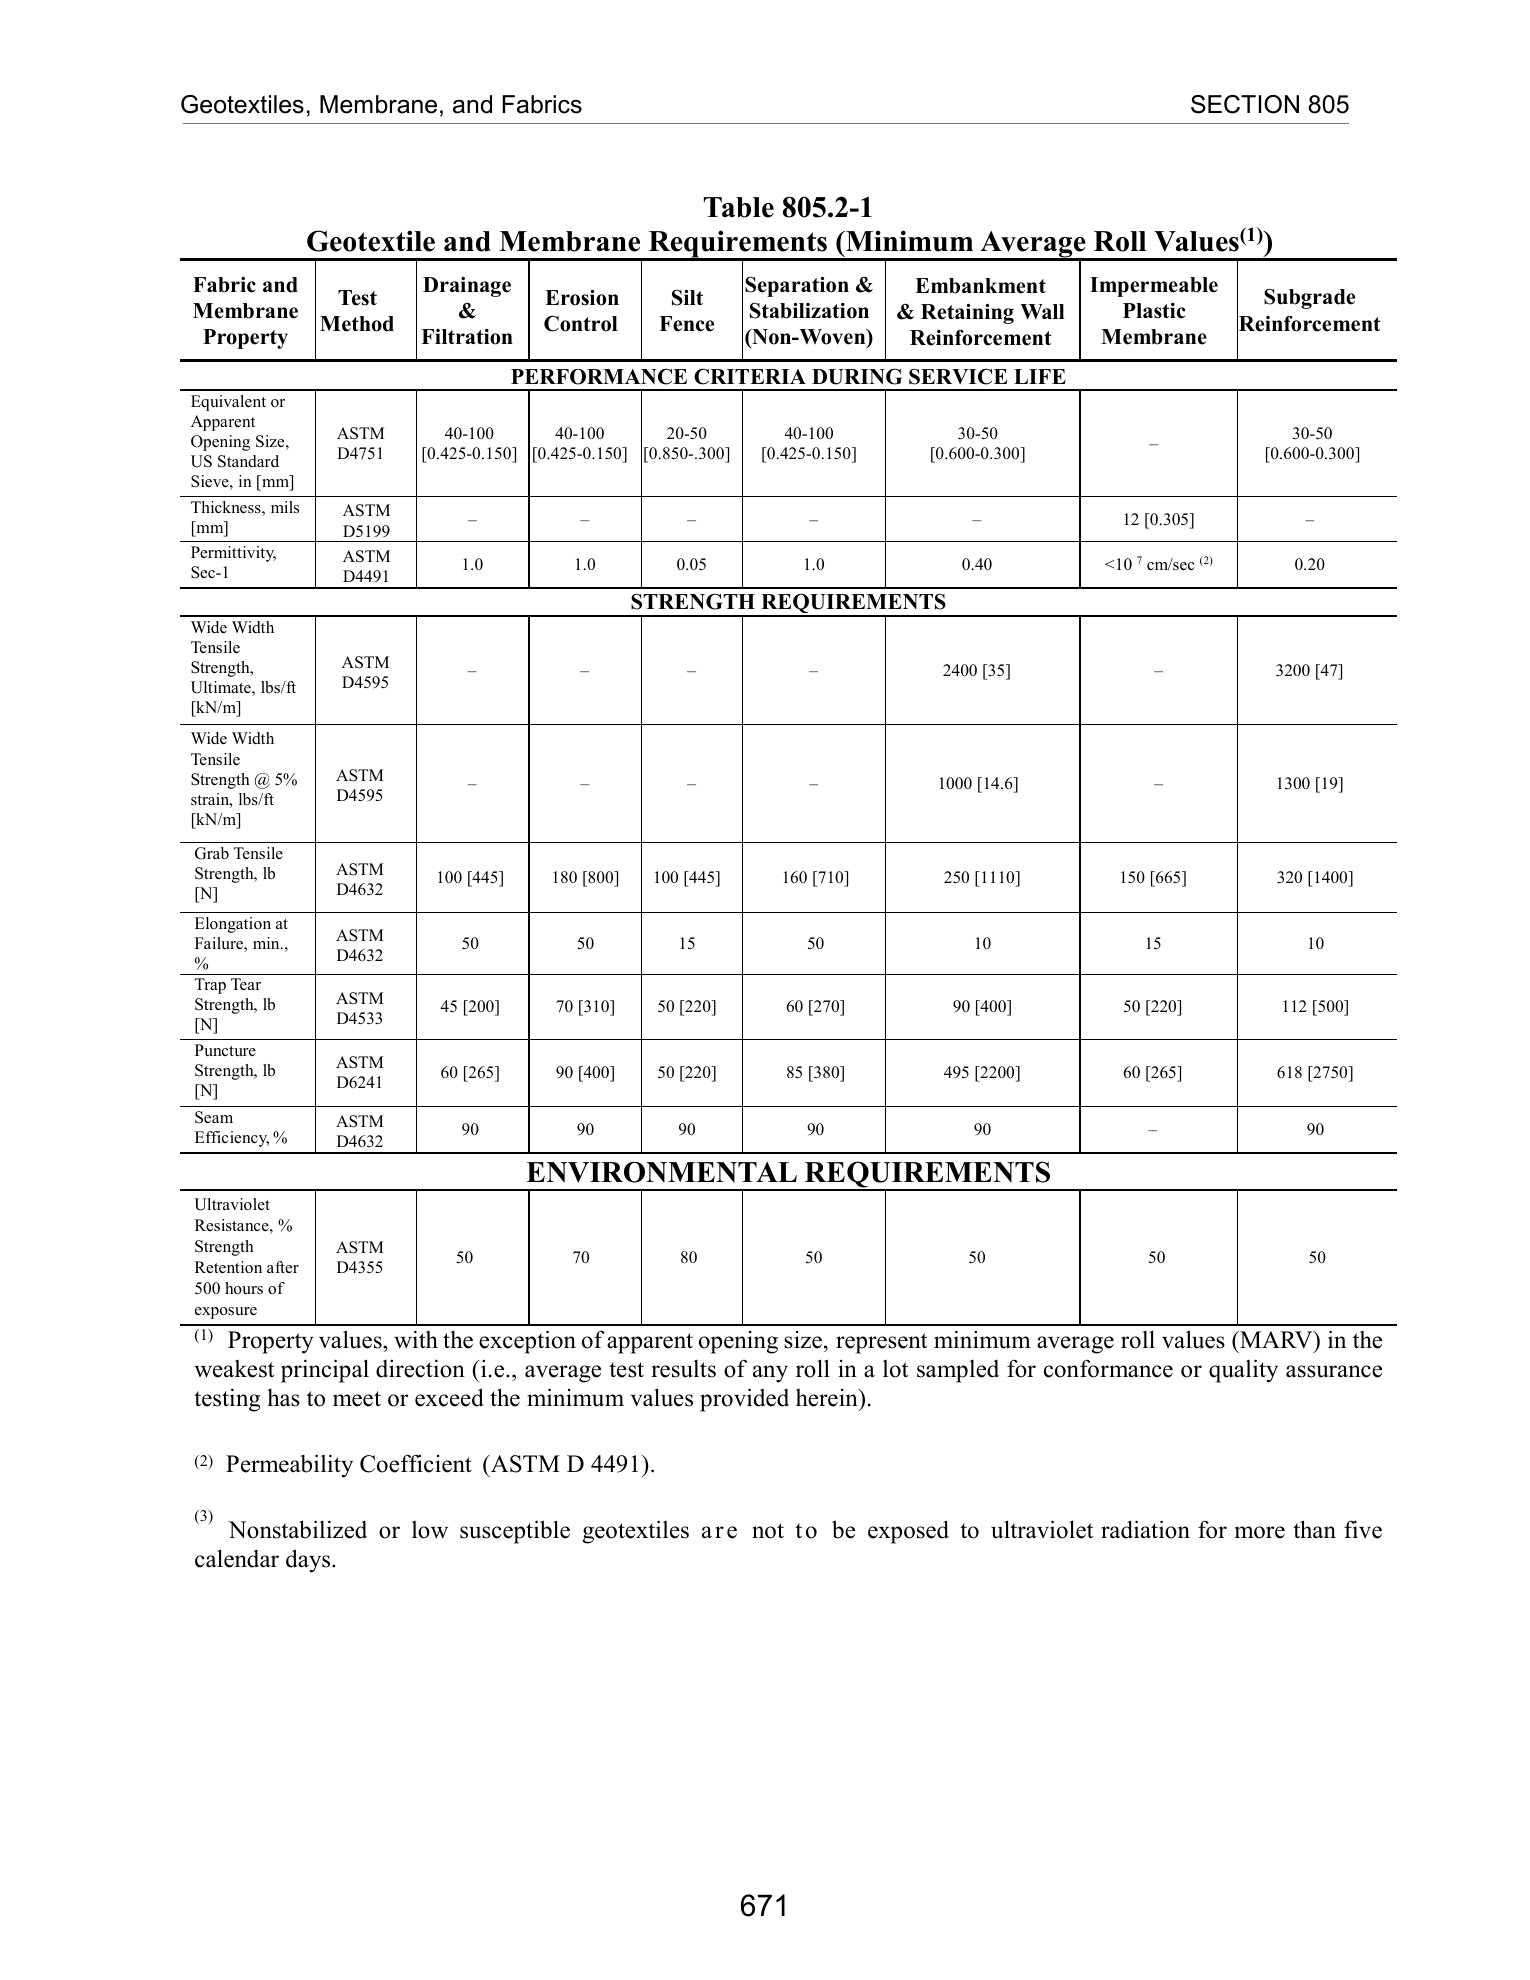 Geotextiles, Membrane, and Fabrics SECTION 805
Table 805.2-1
Geotextile and Membrane Requirements (Minimum Average Roll Values(1))
Fabric and Membrane Property | Test Method | Drainage & Filtration | Erosion Control | Silt Fence | Separation & Stabilization (Non-Woven) | Embankment & Retaining Wall Reinforcement | Impermeable Plastic Membrane | Subgrade Reinforcement
PERFORMANCE CRITERIA DURING SERVICE LIFE
Equivalent or Apparent Opening Size, US Standard Sieve, in [mm] | ASTM D4751 | 40-100 [0.425-0.150] | 40-100 [0.425-0.150] | 20-50 [0.850-.300] | 40-100 [0.425-0.150] | 30-50 [0.600-0.300] | – | 30-50 [0.600-0.300]
Thickness, mils [mm] | ASTM D5199 | – | – | – | – | – | 12 [0.305] | –
Permittivity, Sec-1 | ASTM D4491 | 1.0 | 1.0 | 0.05 | 1.0 | 0.40 | <10 7 cm/sec (2) | 0.20
STRENGTH REQUIREMENTS
Wide Width Tensile Strength, Ultimate, lbs/ft [kN/m] | ASTM D4595 | – | – | – | – | 2400 [35] | – | 3200 [47]
Wide Width Tensile Strength @ 5% strain, lbs/ft [kN/m] | ASTM D4595 | – | – | – | – | 1000 [14.6] | – | 1300 [19]
Grab Tensile Strength, lb [N] | ASTM D4632 | 100 [445] | 180 [800] | 100 [445] | 160 [710] | 250 [1110] | 150 [665] | 320 [1400]
Elongation at Failure, min., % | ASTM D4632 | 50 | 50 | 15 | 50 | 10 | 15 | 10
Trap Tear Strength, lb [N] | ASTM D4533 | 45 [200] | 70 [310] | 50 [220] | 60 [270] | 90 [400] | 50 [220] | 112 [500]
Puncture Strength, lb [N] | ASTM D6241 | 60 [265] | 90 [400] | 50 [220] | 85 [380] | 495 [2200] | 60 [265] | 618 [2750]
Seam Efficiency, % | ASTM D4632 | 90 | 90 | 90 | 90 | 90 | – | 90
ENVIRONMENTAL REQUIREMENTS
Ultraviolet Resistance, % Strength Retention after 500 hours of exposure | ASTM D4355 | 50 | 70 | 80 | 50 | 50 | 50 | 50
(1) Property values, with the exception of apparent opening size, represent minimum average roll values (MARV) in the
weakest principal direction (i.e., average test results of any roll in a lot sampled for conformance or quality assurance
testing has to meet or exceed the minimum values provided herein).
(2) Permeability Coefficient (ASTM D 4491).
(3) Nonstabilized or low susceptible geotextiles are not to be exposed to ultraviolet radiation for more than five
calendar days.
671